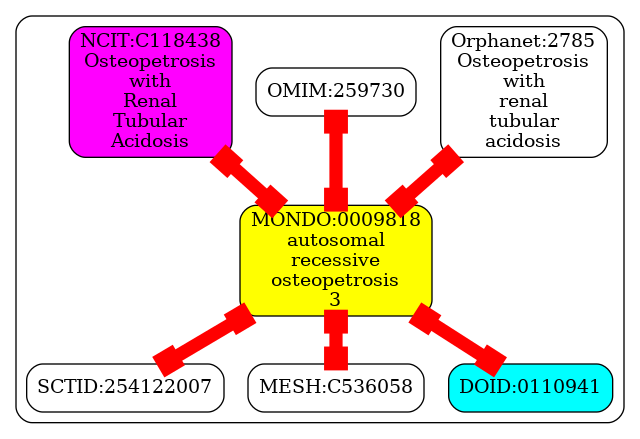 NCIT:C118438
Osteopetrosis
with
Renal
Tubular
Acidosis
OMIM:259730
Orphanet:2785
Osteopetrosis
with
renal
tubular
acidosis
MONDO:0009818
autosomal
recessive
osteopetrosis
3
SCTID:254122007
MESH:C536058
DOID:0110941